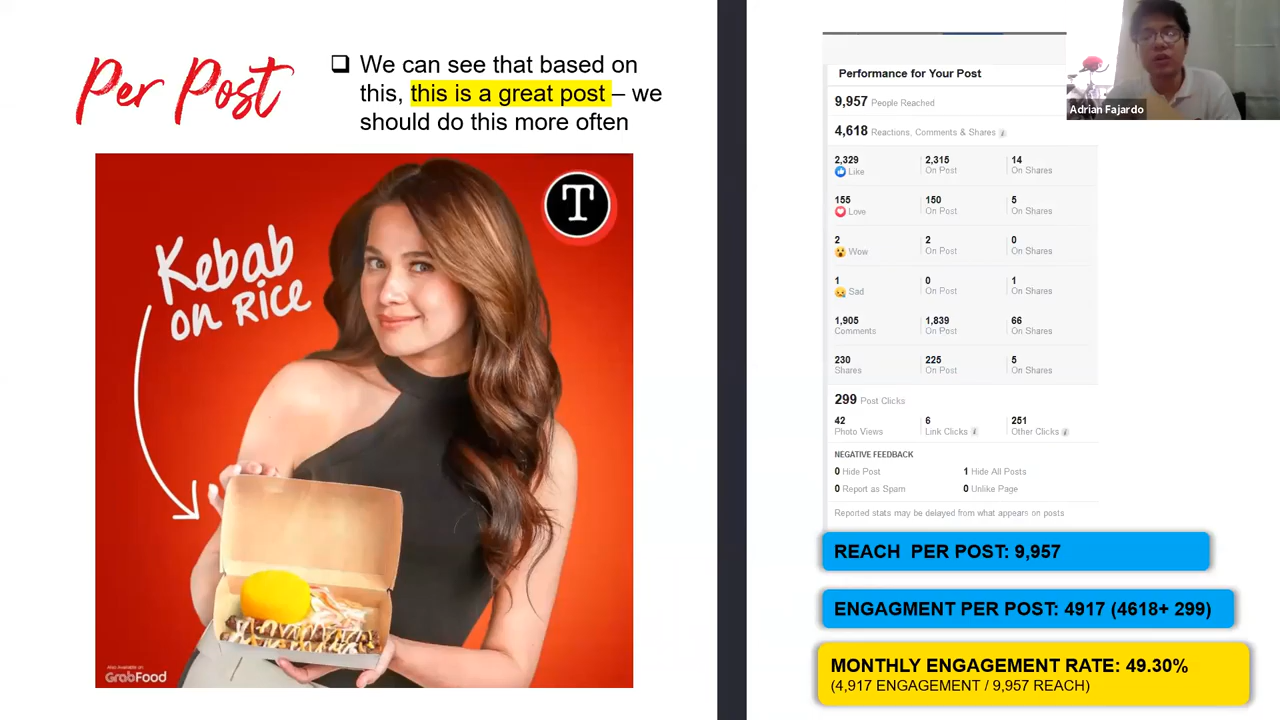 Per Post
❑ We can see that based on
this, this is a great post – we
should do this more often
T
Kebab
on Rice
Also Available on
GrabFood
Performance for Your Post
9,957 People Reached
4,618 Reactions, Comments & Shares
2,329 2,315 14
Like On Post On Shares
155 150 5
Love On Post On Shares
2 2 0
Wow On Post On Shares
1 0 1
Sad On Post On Shares
1,905 1,839 66
Comments On Post On Shares
230 225 5
Shares On Post On Shares
299 Post Clicks
42 6 251
Photo Views Link Clicks Other Clicks
NEGATIVE FEEDBACK
0 Hide Post 1 Hide All Posts
0 Report as Spam 0 Unlike Page
Reported stats may be delayed from what appears on posts
REACH PER POST: 9,957
ENGAGMENT PER POST: 4917 (4618+ 299)
MONTHLY ENGAGEMENT RATE: 49.30%
(4,917 ENGAGEMENT / 9,957 REACH)
Adrian Fajardo